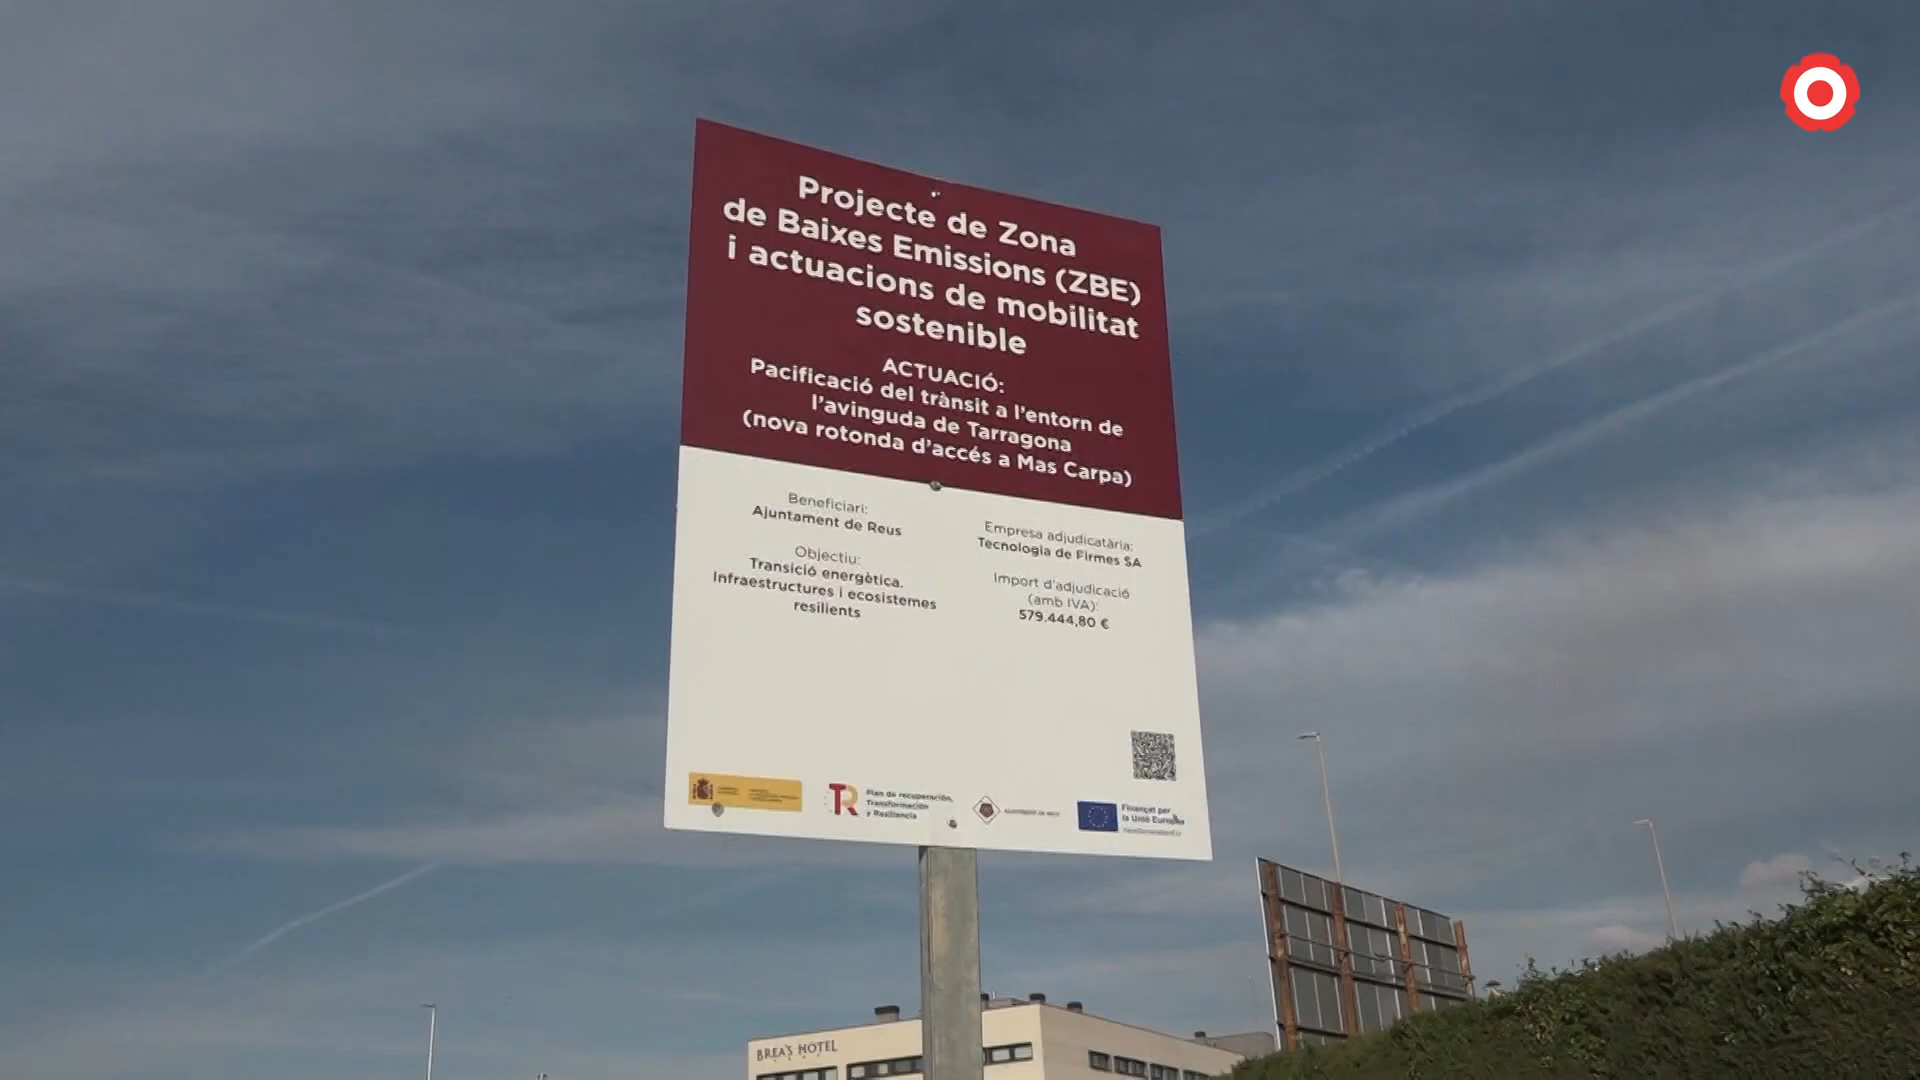 Projecte de Zona
de Baixes Emissions (ZBE)
i actuacions de mobilitat
sostenible
ACTUACIÓ:
Pacificació del trànsit a l'entorn de
l'avinguda de Tarragona
(nova rotonda d'accés a Mas Carpa)
Beneficiari:
Ajuntament de Reus
Objectiu:
Transició energètica.
Infraestructures i ecosistemes
resilients
Empresa adjudicatària:
Tecnologia de Firmes SA
Import d'adjudicació
(amb IVA):
579.444,80 €
TR
Plan de recuperación,
Transformación
y Resiliencia
AJUNTAMENT DE REUS
Finançat per
la Unió Europea
NextGenerationEU
BREA'S HOTEL